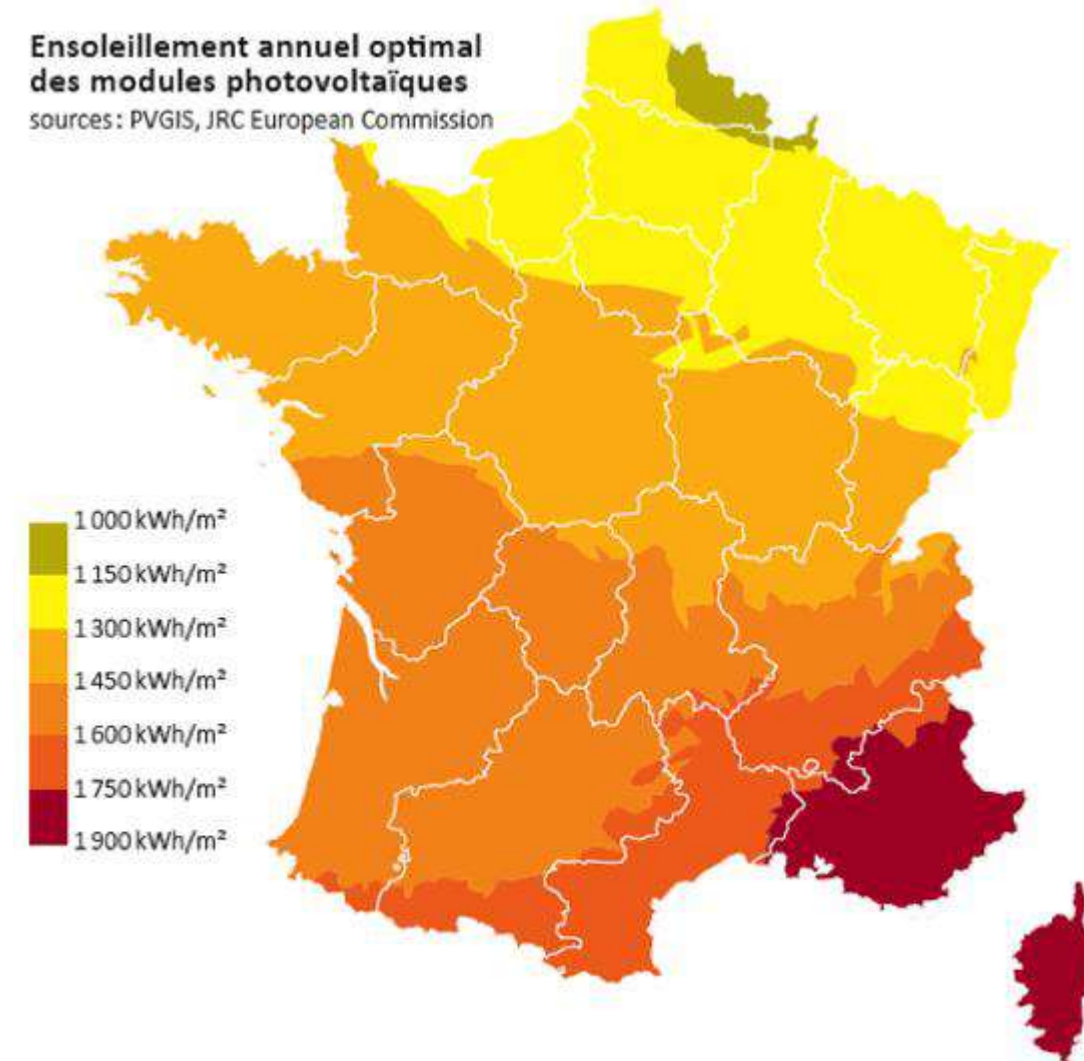 Ensoleillement annuel optimal
des modules photovoltaïques
sources : PVGIS, JRC European Commission
1 000 kWh/m²
1 150 kWh/m²
1 300 kWh/m²
1 450 kWh/m²
1 600 kWh/m²
1 750 kWh/m²
1 900 kWh/m²